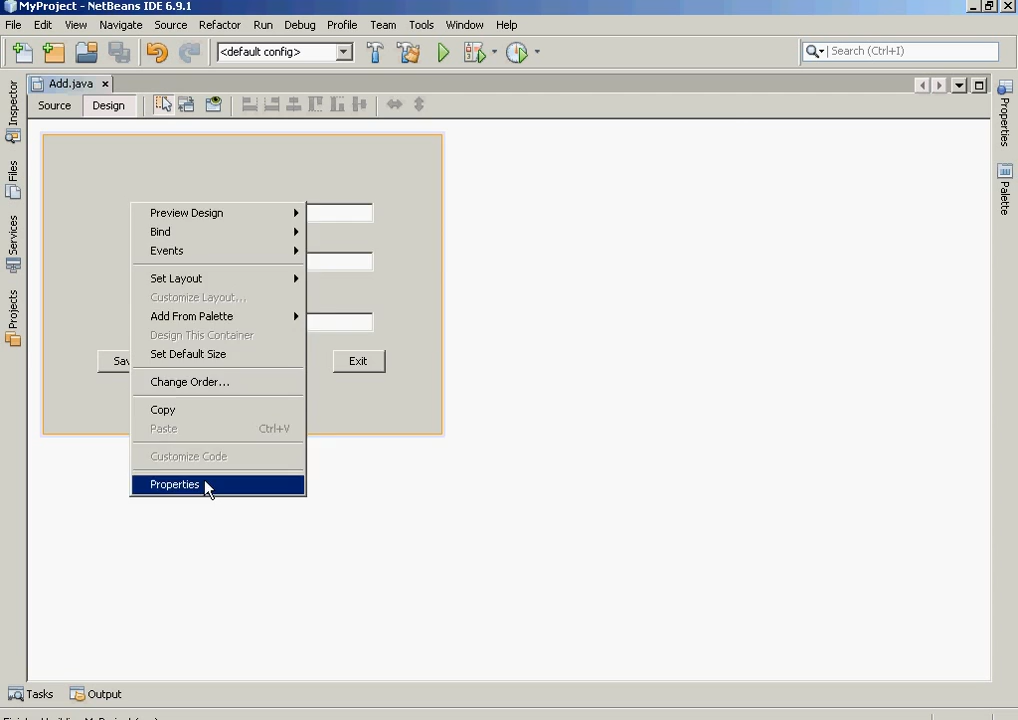 MyProject - NetBeans IDE 6.9.1
File Edit View Navigate Source Refactor Run Debug Profile Team Tools Window Help
<default config>
Search (Ctrl+I)
Add.java
Source Design
Inspector
Files
Services
Projects
Properties
Palette
Preview Design
Bind
Events
Set Layout
Customize Layout...
Add From Palette
Design This Container
Set Default Size
Sav
Exit
Change Order...
Copy
Paste Ctrl+V
Customize Code
Properties
Tasks Output